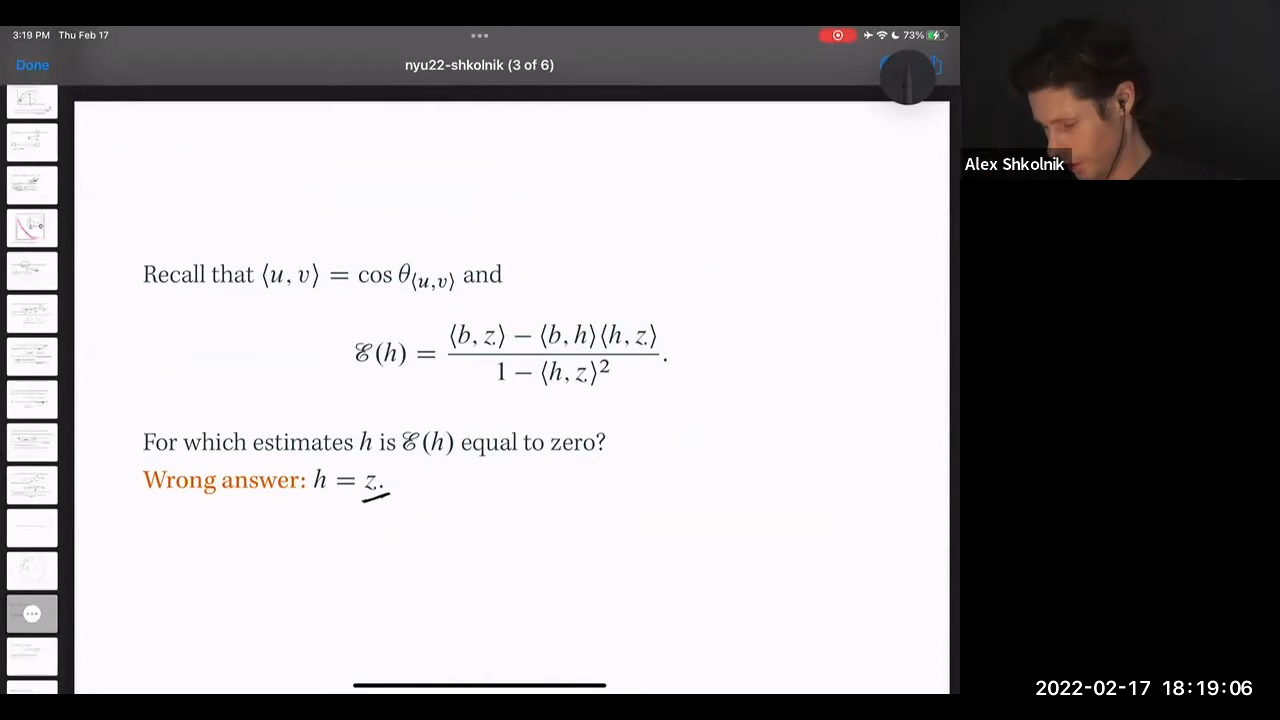 3:19 PM Thu Feb 17
73%
Done
nyu22-shkolnik (3 of 6)
Alex Shkolnik
Recall that ⟨u, v⟩ = cos θ⟨u,v⟩ and
ℰ(h) = (⟨b, z⟩ − ⟨b, h⟩⟨h, z⟩) / (1 − ⟨h, z⟩²).
For which estimates h is ℰ(h) equal to zero?
Wrong answer: h = z.
2022-02-17 18:19:06